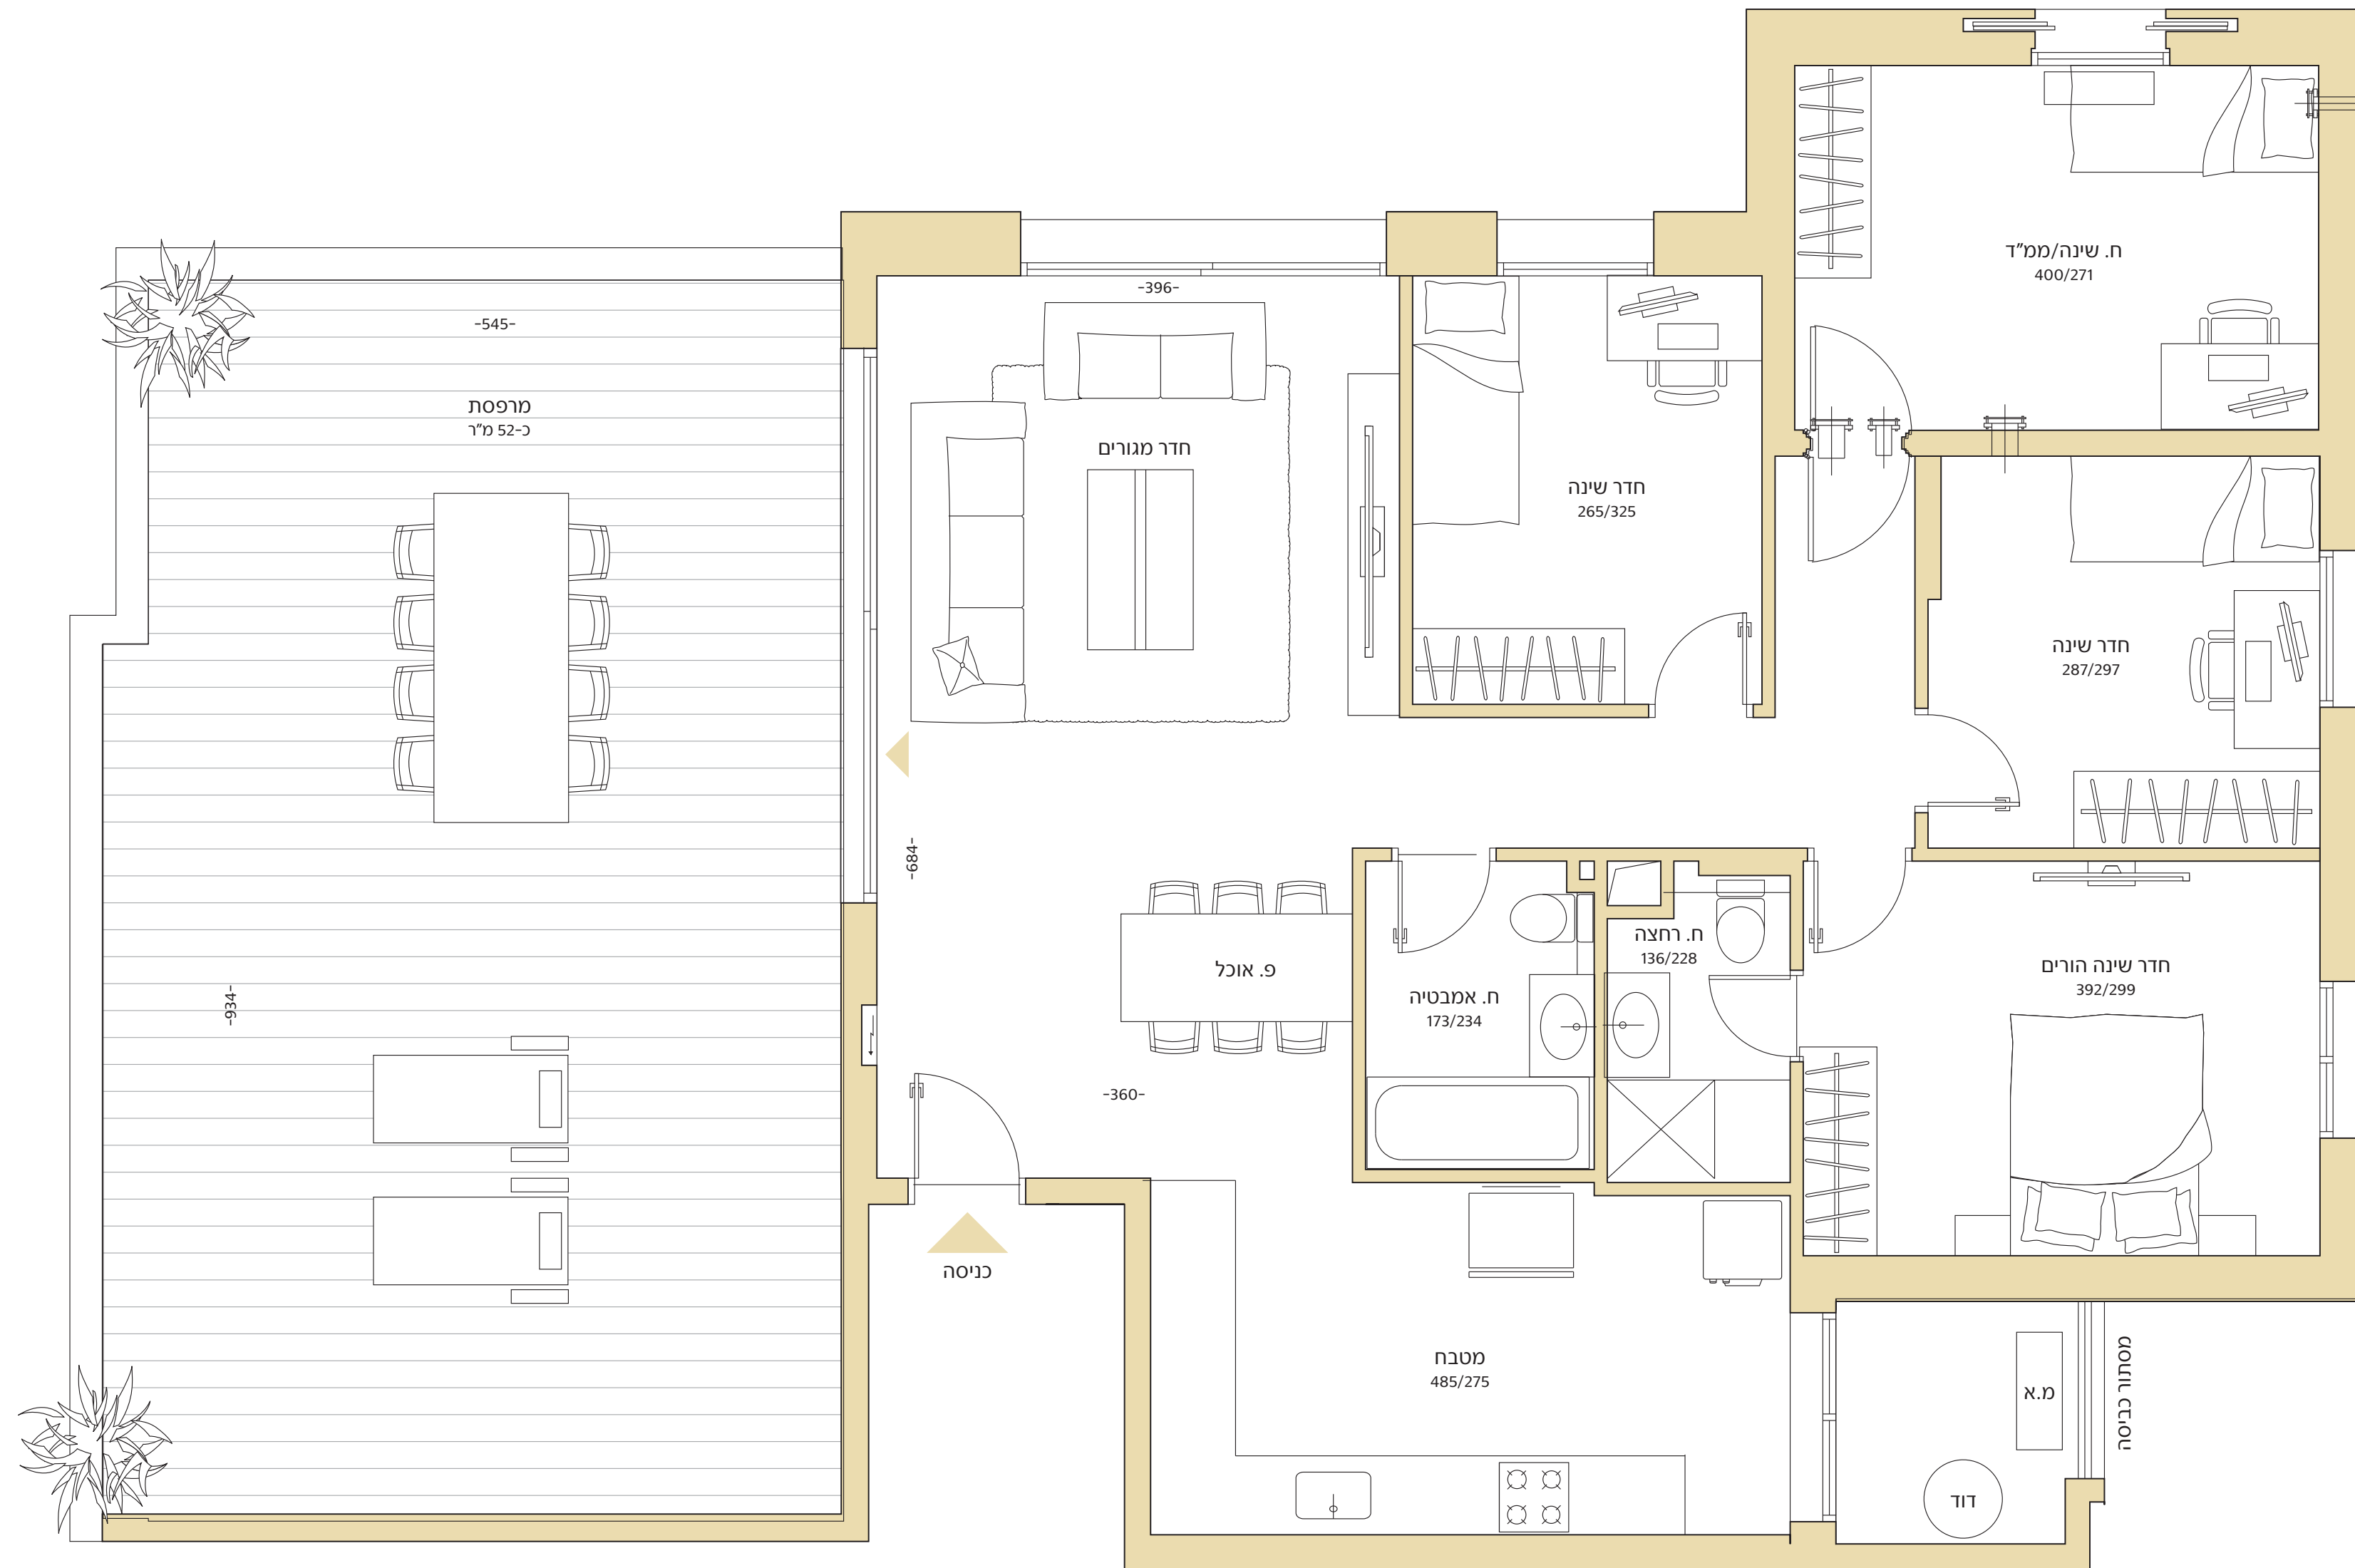 ח. שינה/ממ"ד
400/271
-396-
-545-
מרפסת
כ-52 מ"ר
חדר מגורים
חדר שינה
265/325
חדר שינה
287/297
-684-
ח. רחצה
136/228
פ. אוכל
חדר שינה הורים
392/299
ח. אמבטיה
173/234
-934-
-360-
כניסה
מטבח
485/275
מ.א
מסתור כביסה
דוד